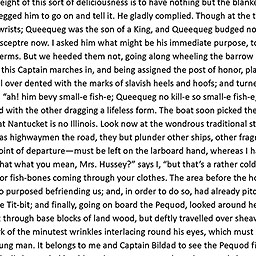 eight of this sort of deliciousness is to have nothing but the blanke
egged him to go on and tell it. He gladly complied. Though at the t
wrists; Queequeg was the son of a King, and Queequeg budged no
sceptre now. I asked him what might be his immediate purpose, to
erms. But we heeded them not, going along wheeling the barrow
this Captain marches in, and being assigned the post of honor, pla
l over dented with the marks of slavish heels and hoofs; and turne
"ah! him bevy small-e fish-e; Queequeg no kill-e so small-e fish-e
d with the other dragging a lifeless form. The boat soon picked the
at Nantucket is no Illinois. Look now at the wondrous traditional st
as highwaymen the road, they but plunder other ships, other frag
oint of departure—must be left on the larboard hand, whereas I h
that what you mean, Mrs. Hussey?" says I, "but that's a rather cold
or fish-bones coming through your clothes. The area before the ho
o purposed befriending us; and, in order to do so, had already pitc
e Tit-bit; and finally, going on board the Pequod, looked around he
t through base blocks of land wood, but deftly travelled over sheav
rk of the minutest wrinkles interlacing round his eyes, which must
ung man. It belongs to me and Captain Bildad to see the Pequod fi